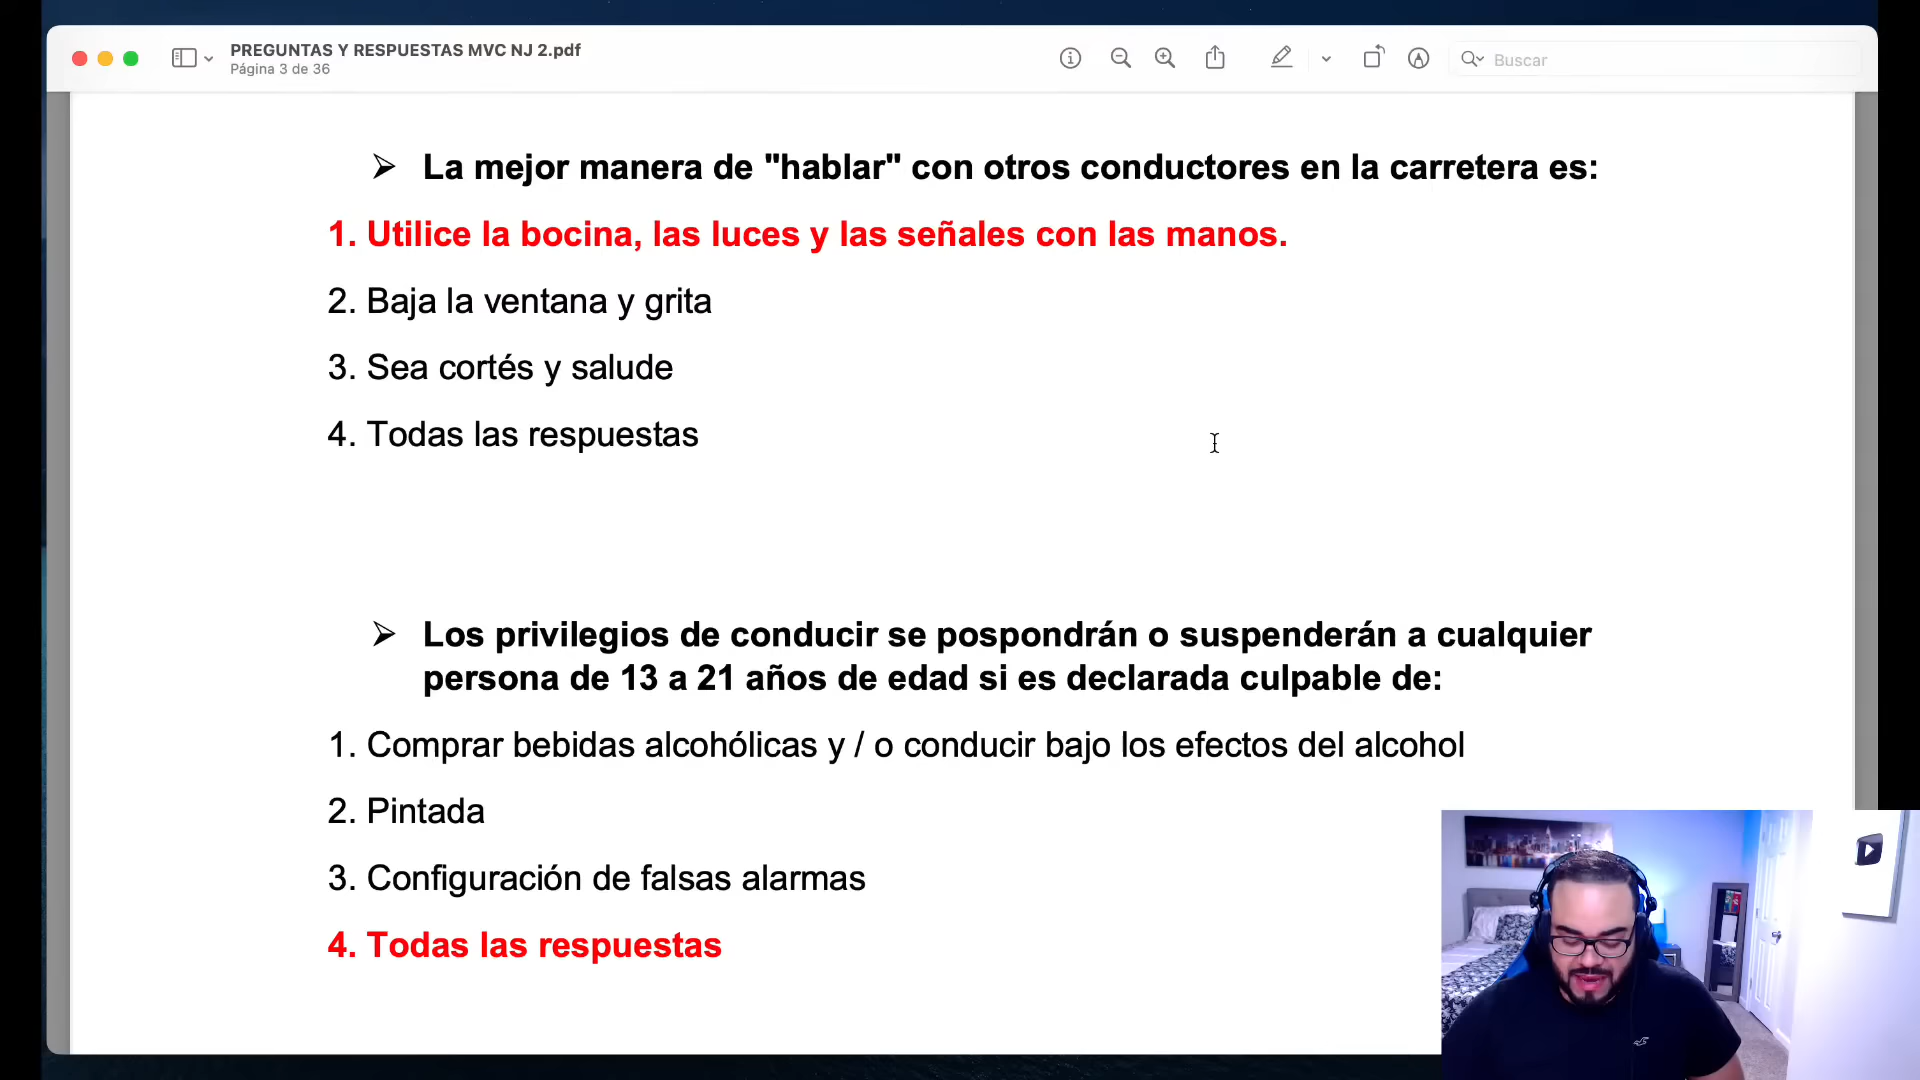 PREGUNTAS Y RESPUESTAS MVC NJ 2.pdf
Página 3 de 36
Buscar
➢ La mejor manera de "hablar" con otros conductores en la carretera es:
1. Utilice la bocina, las luces y las señales con las manos.
2. Baja la ventana y grita
3. Sea cortés y salude
4. Todas las respuestas
➢ Los privilegios de conducir se pospondrán o suspenderán a cualquier
persona de 13 a 21 años de edad si es declarada culpable de:
1. Comprar bebidas alcohólicas y / o conducir bajo los efectos del alcohol
2. Pintada
3. Configuración de falsas alarmas
4. Todas las respuestas